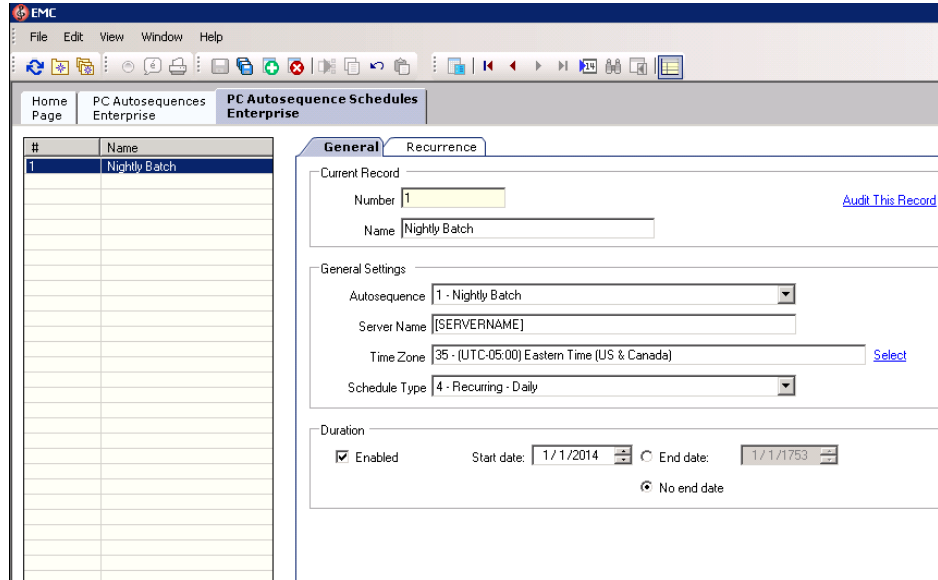 EMC
File Edit View Window Help
14
Home Page
PC Autosequences Enterprise
PC Autosequence Schedules Enterprise
# Name
1 Nightly Batch
General Recurrence
Current Record
Number 1
Audit This Record
Name Nightly Batch
General Settings
Autosequence 1 - Nightly Batch
Server Name [SERVERNAME]
Time Zone 35 - (UTC-05:00) Eastern Time (US & Canada) Select
Schedule Type 4 - Recurring - Daily
Duration
Enabled Start date: 1/ 1/2014 End date: 1/ 1/1753
No end date